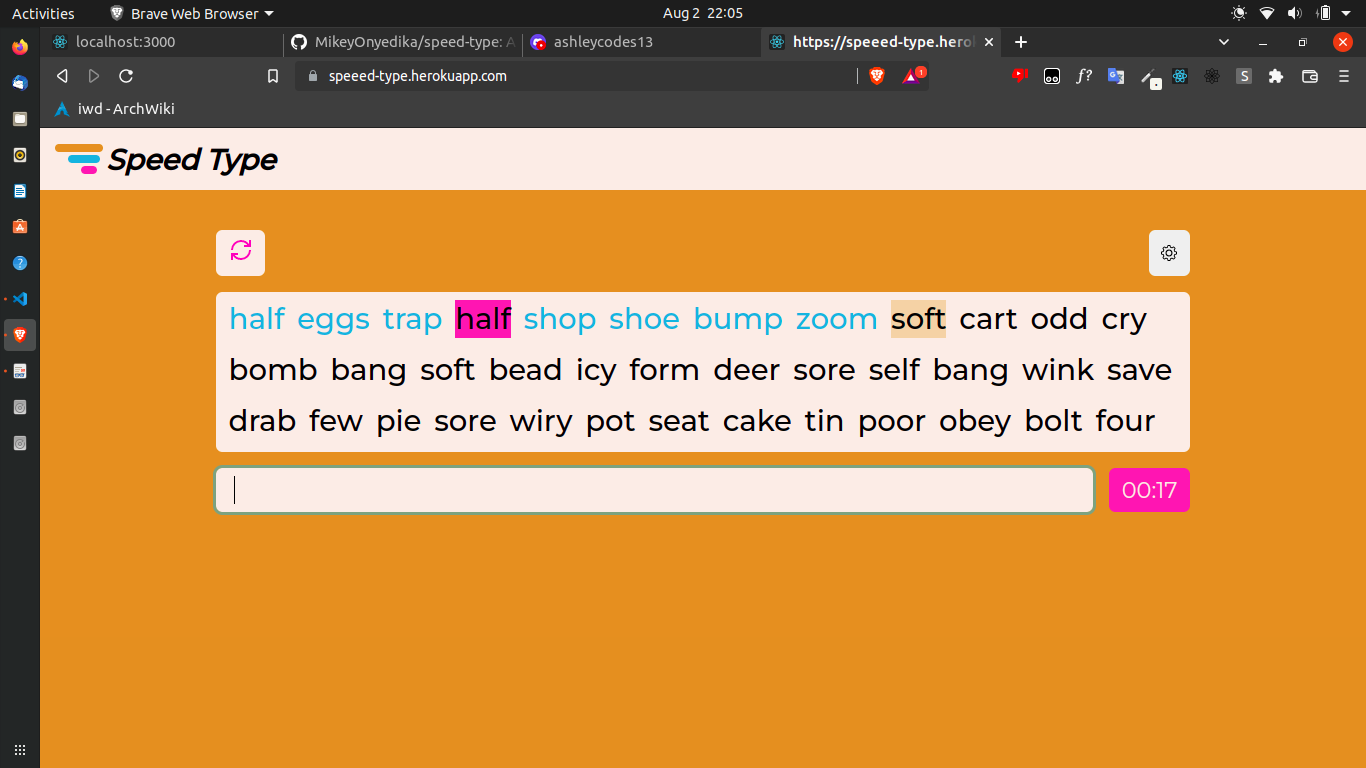 Activities Brave Web Browser Aug 2 22:05
localhost:3000 MikeyOnyedika/speed-type: A ashleycodes13 https://speeed-type.herol
speeed-type.herokuapp.com 1 f? S
iwd - ArchWiki
Speed Type
half eggs trap half shop shoe bump zoom soft cart odd cry
bomb bang soft bead icy form deer sore self bang wink save
drab few pie sore wiry pot seat cake tin poor obey bolt four
00:17